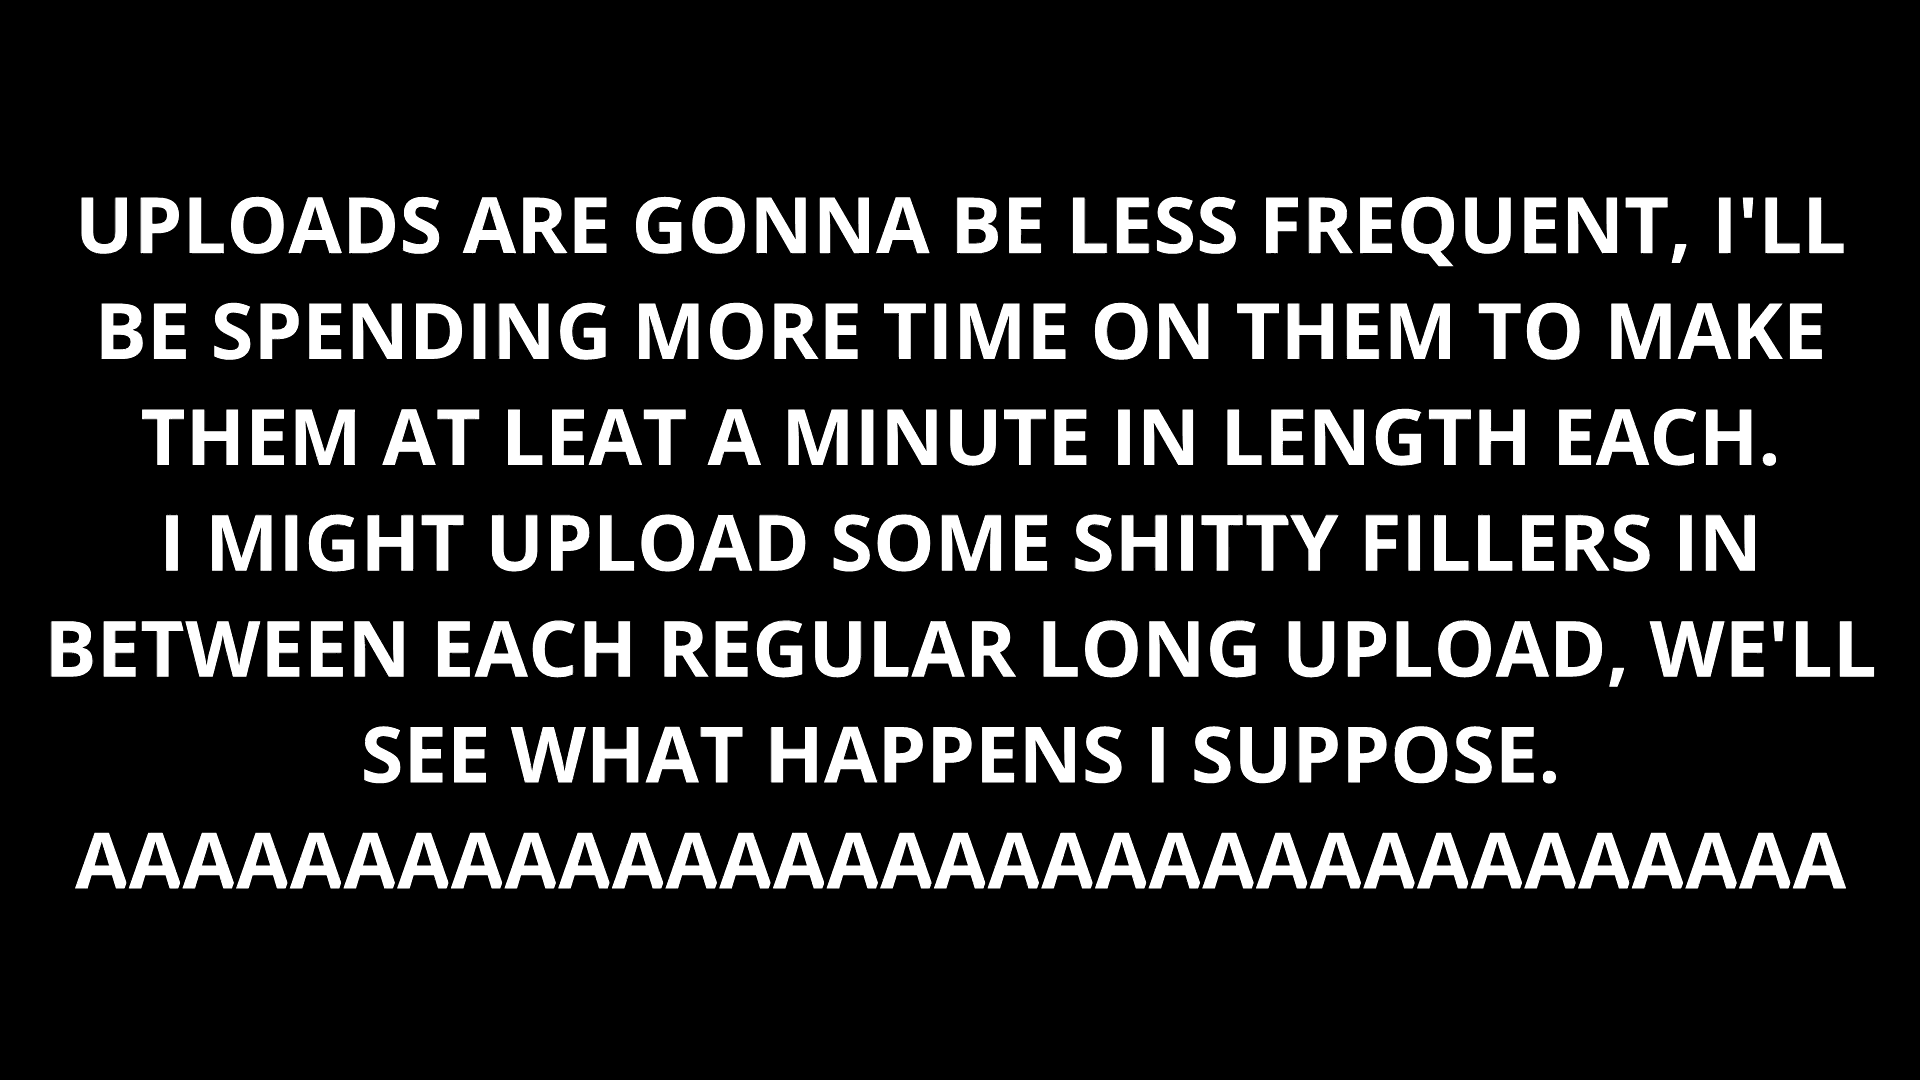 UPLOADS ARE GONNA BE LESS FREQUENT, I'LL
BE SPENDING MORE TIME ON THEM TO MAKE
THEM AT LEAT A MINUTE IN LENGTH EACH.
I MIGHT UPLOAD SOME SHITTY FILLERS IN
BETWEEN EACH REGULAR LONG UPLOAD, WE'LL
SEE WHAT HAPPENS I SUPPOSE.
AAAAAAAAAAAAAAAAAAAAAAAAAAAAAAAAA